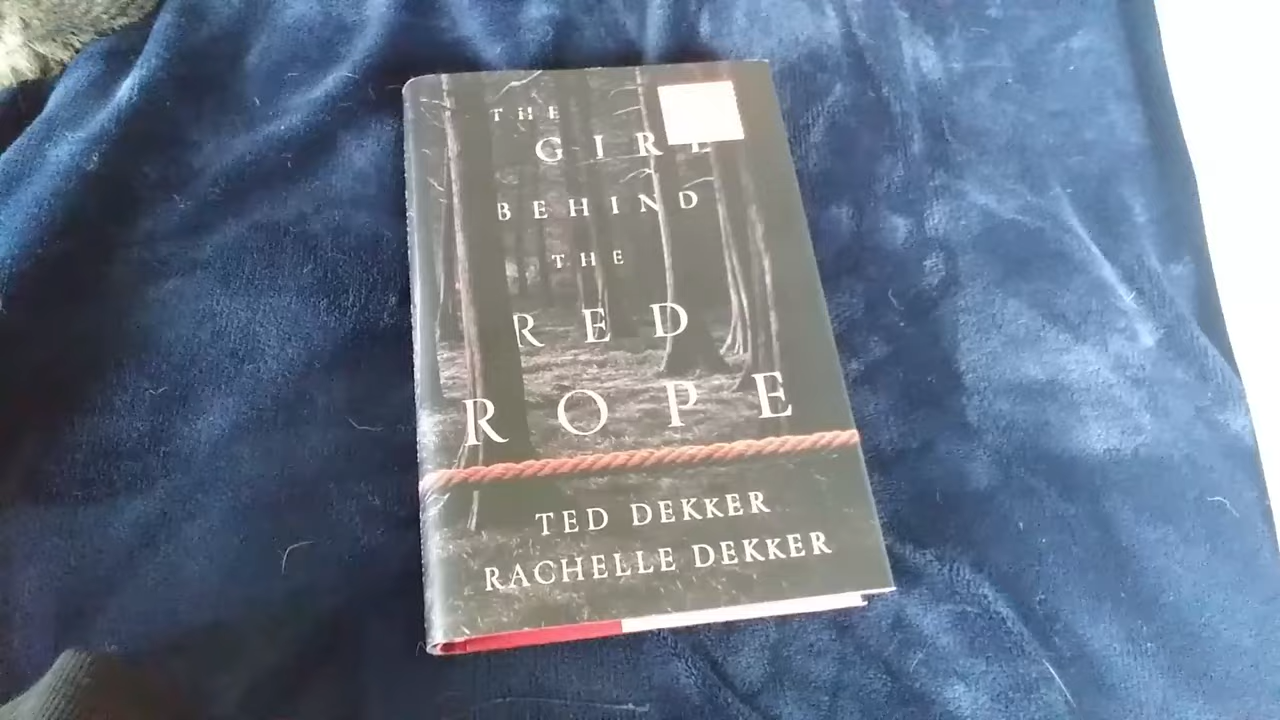 THE
GIRL
BEHIND
THE
RED
ROPE
TED DEKKER
RACHELLE DEKKER